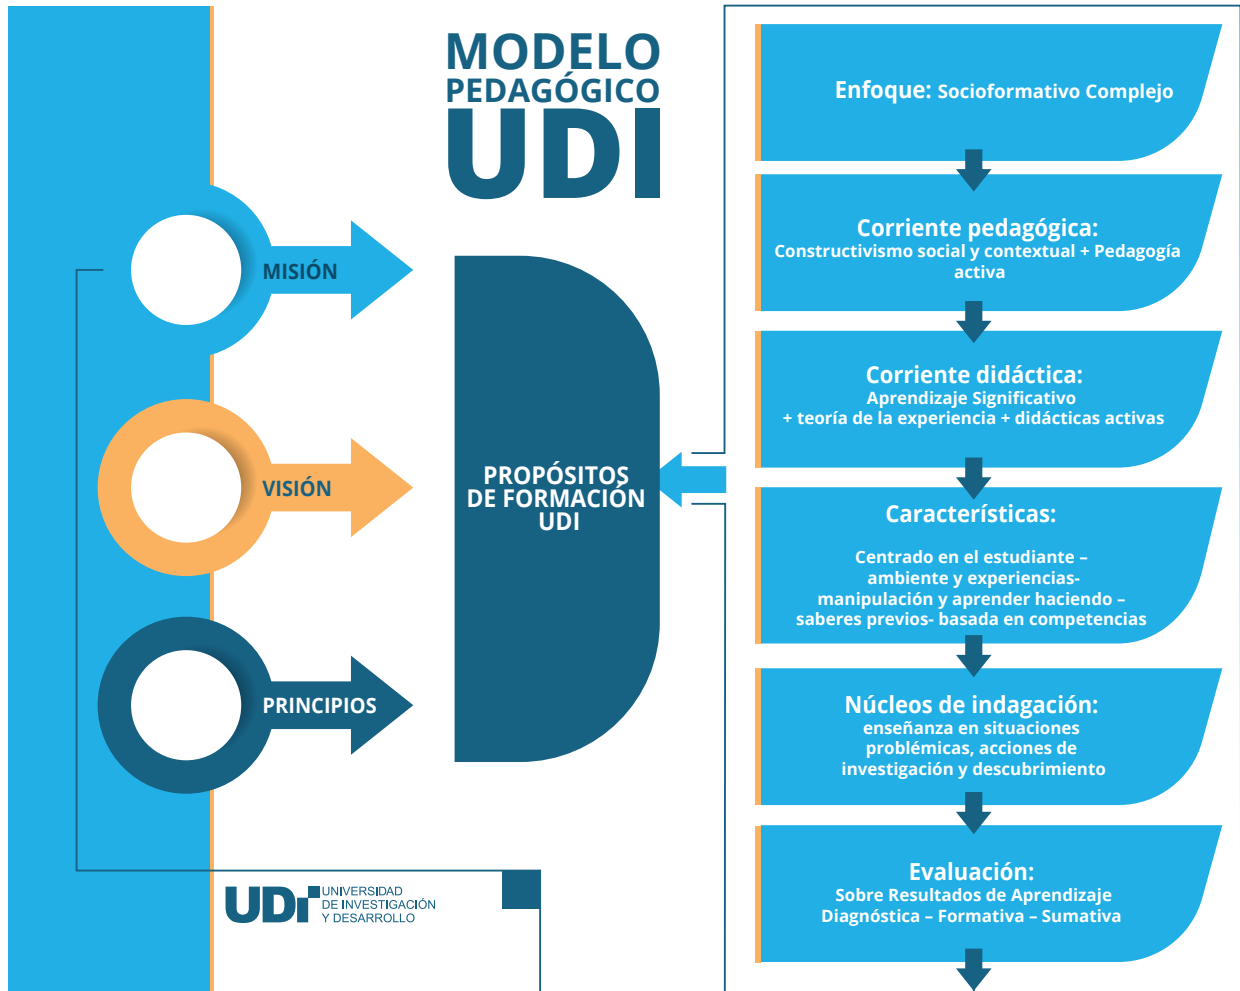 MODELO
PEDAGÓGICO
UDI
MISIÓN
VISIÓN
PRINCIPIOS
PROPÓSITOS
DE FORMACIÓN
UDI
Enfoque: Socioformativo Complejo
Corriente pedagógica:
Constructivismo social y contextual + Pedagogía
activa
Corriente didáctica:
Aprendizaje Significativo
+ teoría de la experiencia + didácticas activas
Característicias:
Centrado en el estudiante –
ambiente y experiencias-
manipulación y aprender haciendo –
saberes previos- basada en competencias
Núcleos de indagación:
enseñanza en situaciones
problémicas, acciones de
investigación y descubrimiento
Evaluación:
Sobre Resultados de Aprendizaje
Diagnóstica – Formativa – Sumativa
UDI
UNIVERSIDAD
DE INVESTIGACIÓN
Y DESARROLLO